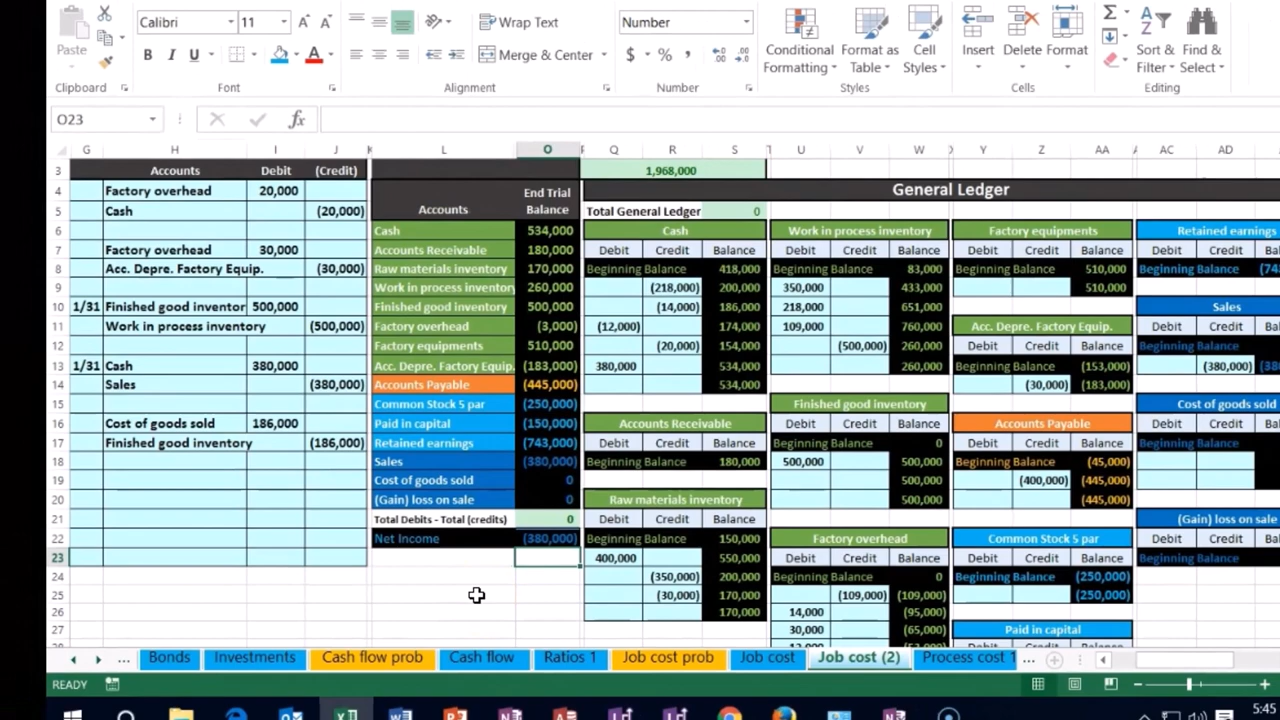 Calibri 11 Wrap Text Number
Paste B I U Merge & Center $ % Conditional Formatting Format as Table Cell Styles Insert Delete Format Sort & Filter Find & Select
Clipboard Font Alignment Number Styles Cells Editing
O23 fx
G H I J K L O Q R S T U V W Y Z AA AC AD
3 Accounts Debit (Credit) 1,968,000
4 Factory overhead 20,000 Accounts End Trial Balance General Ledger
5 Cash (20,000) Total General Ledger 0
6 Cash 534,000 Cash Work in process inventory Factory equipments Retained earnings
7 Factory overhead 30,000 Accounts Receivable 180,000 Debit Credit Balance Debit Credit Balance Debit Credit Balance Debit Credit
8 Acc. Depre. Factory Equip. (30,000) Raw materials inventory 170,000 Beginning Balance 418,000 Beginning Balance 83,000 Beginning Balance 510,000 Beginning Balance (74
9 Work in process inventory 260,000 (218,000) 200,000 350,000 433,000 510,000
10 1/31 Finished good inventor 500,000 Finished good inventory 500,000 (14,000) 186,000 218,000 651,000 Sales
11 Work in process inventory (500,000) Factory overhead (3,000) (12,000) 174,000 109,000 760,000 Acc. Depre. Factory Equip. Debit Credit
12 Factory equipments 510,000 (20,000) 154,000 (500,000) 260,000 Debit Credit Balance Beginning Balance
13 1/31 Cash 380,000 Acc. Depre. Factory Equip. (183,000) 380,000 534,000 260,000 Beginning Balance (153,000) (380,000) (38
14 Sales (380,000) Accounts Payable (445,000) 534,000 (30,000) (183,000)
15 Common Stock 5 par (250,000) Finished good inventory Cost of goods sold
16 Cost of goods sold 186,000 Paid in capital (150,000) Accounts Receivable Debit Credit Balance Accounts Payable Debit Credit
17 Finished good inventory (186,000) Retained earnings (743,000) Debit Credit Balance Beginning Balance 0 Debit Credit Balance Beginning Balance
18 Sales (380,000) Beginning Balance 180,000 500,000 500,000 Beginning Balance (45,000)
19 Cost of goods sold 0 500,000 (400,000) (445,000)
20 (Gain) loss on sale 0 Raw materials inventory 500,000 (445,000)
21 Total Debits - Total (credits) 0 Debit Credit Balance (Gain) loss on sale
22 Net Income (380,000) Beginning Balance 150,000 Factory overhead Common Stock 5 par Debit Credit
23 400,000 550,000 Debit Credit Balance Debit Credit Balance Beginning Balance
24 (350,000) 200,000 Beginning Balance 0 Beginning Balance (250,000)
25 (30,000) 170,000 (109,000) (109,000) (250,000)
26 170,000 14,000 (95,000)
27 30,000 (65,000) Paid in capital
... Bonds Investments Cash flow prob Cash flow Ratios 1 Job cost prob Job cost Job cost (2) Process cost 1 ...
READY
5:45